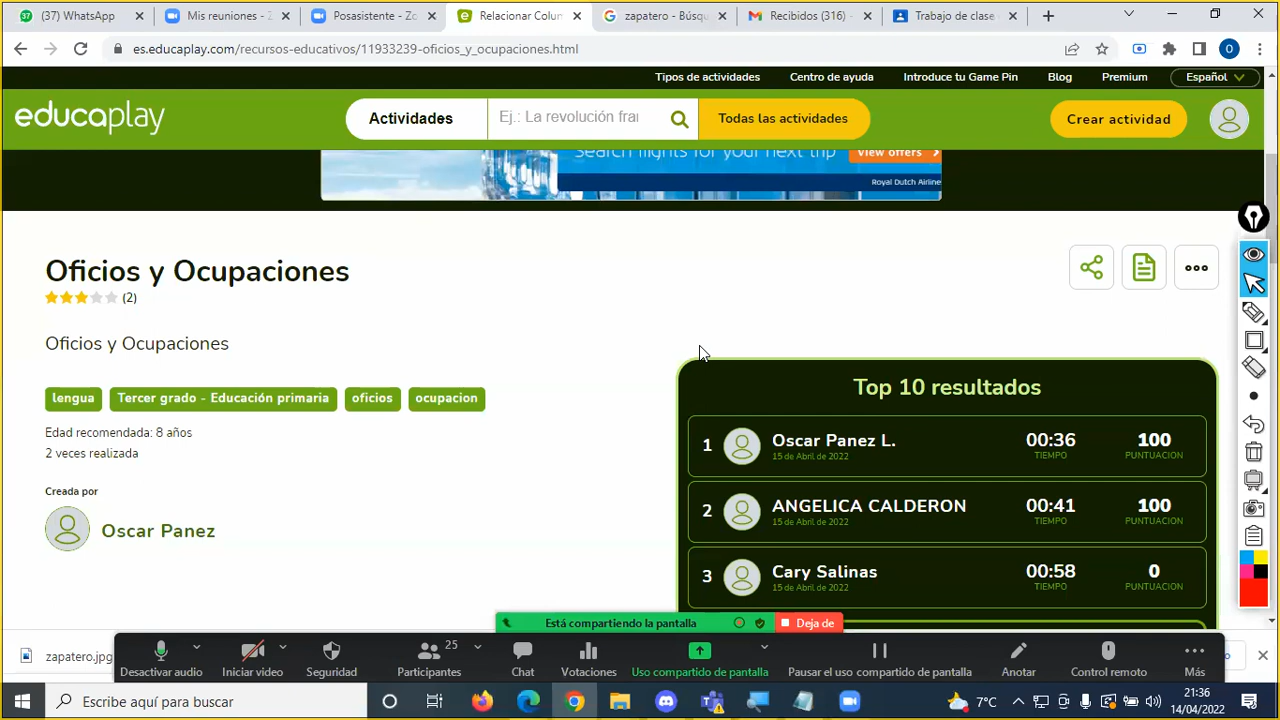 (37) WhatsApp
Mis reuniones - Z
Posasistente - Zo
Relacionar Colum
zapatero - Búsqu
Recibidos (316) -
Trabajo de clase
es.educaplay.com/recursos-educativos/11933239-oficios_y_ocupaciones.html
O
Tipos de actividades
Centro de ayuda
Introduce tu Game Pin
Blog
Premium
Español
educaplay
Actividades
Ej.: La revolución frar
Todas las actividades
Crear actividad
Search flights for your next trip
View offers
Royal Dutch Airline
Oficios y Ocupaciones
(2)
Oficios y Ocupaciones
lengua
Tercer grado - Educación primaria
oficios
ocupacion
Edad recomendada: 8 años
2 veces realizada
Creada por
Oscar Panez
Top 10 resultados
1 Oscar Panez L. 00:36 100
15 de Abril de 2022 TIEMPO PUNTUACION
2 ANGELICA CALDERON 00:41 100
15 de Abril de 2022 TIEMPO PUNTUACION
3 Cary Salinas 00:58 0
15 de Abril de 2022 TIEMPO PUNTUACION
Está compartiendo la pantalla
Deja de
zapatero.jpg
25
Desactivar audio
Iniciar video
Seguridad
Participantes
Chat
Votaciones
Uso compartido de pantalla
Pausar el uso compartido de pantalla
Anotar
Control remoto
Más
Escribe aquí para buscar
7°C
21:36
14/04/2022